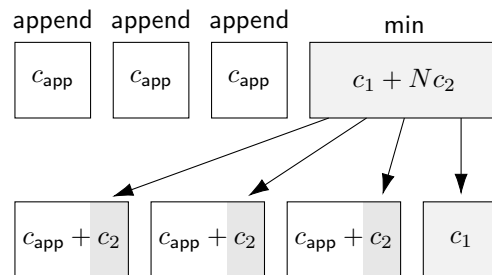 append append append min
c_app c_app c_app c_1 + Nc_2
c_app + c_2 c_app + c_2 c_app + c_2 c_1